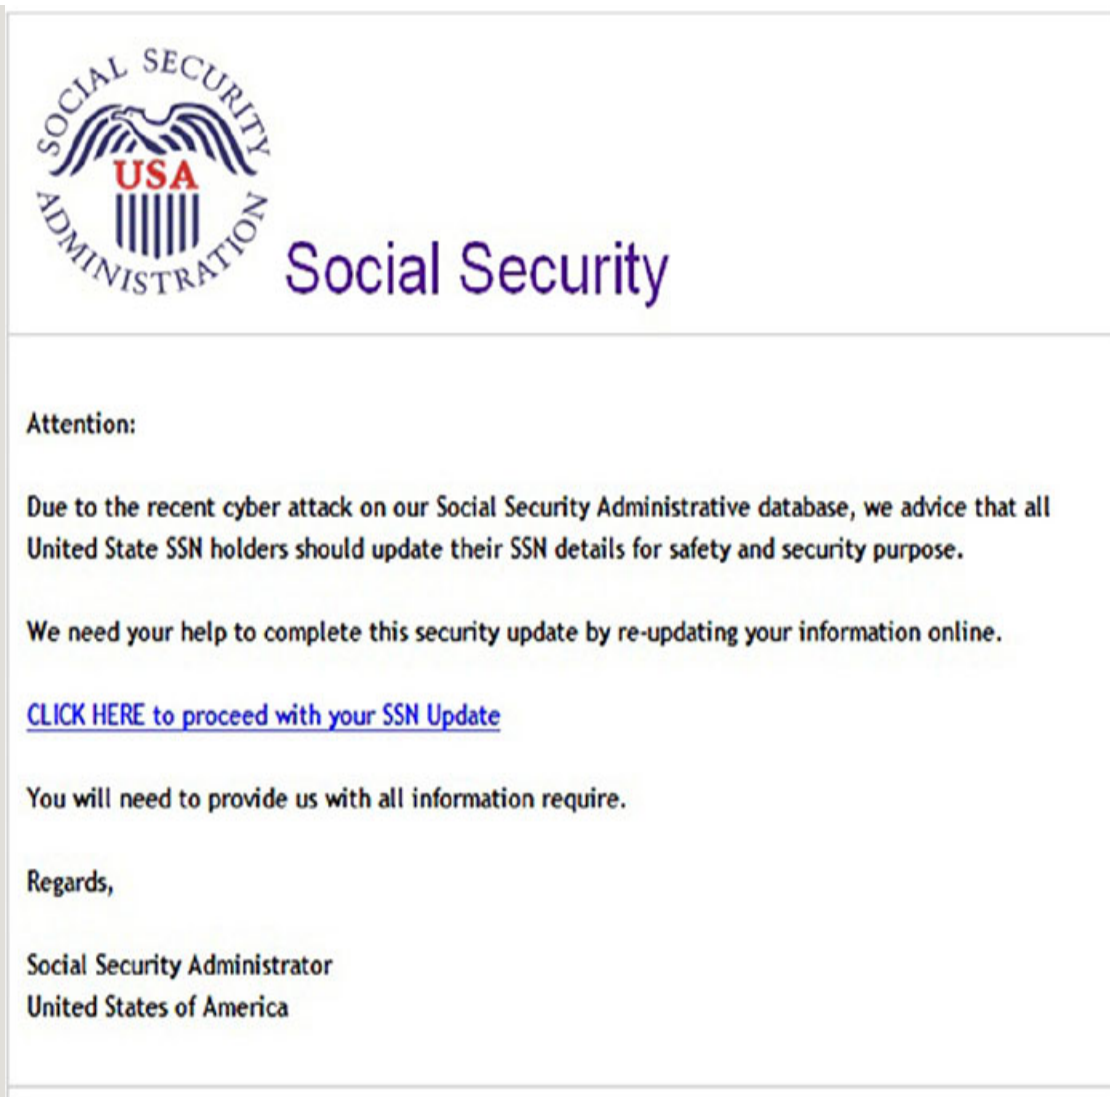 SOCIAL SECURITY ADMINISTRATION
USA
Social Security
Attention:
Due to the recent cyber attack on our Social Security Administrative database, we advice that all
United State SSN holders should update their SSN details for safety and security purpose.
We need your help to complete this security update by re-updating your information online.
CLICK HERE to proceed with your SSN Update
You will need to provide us with all information require.
Regards,
Social Security Administrator
United States of America